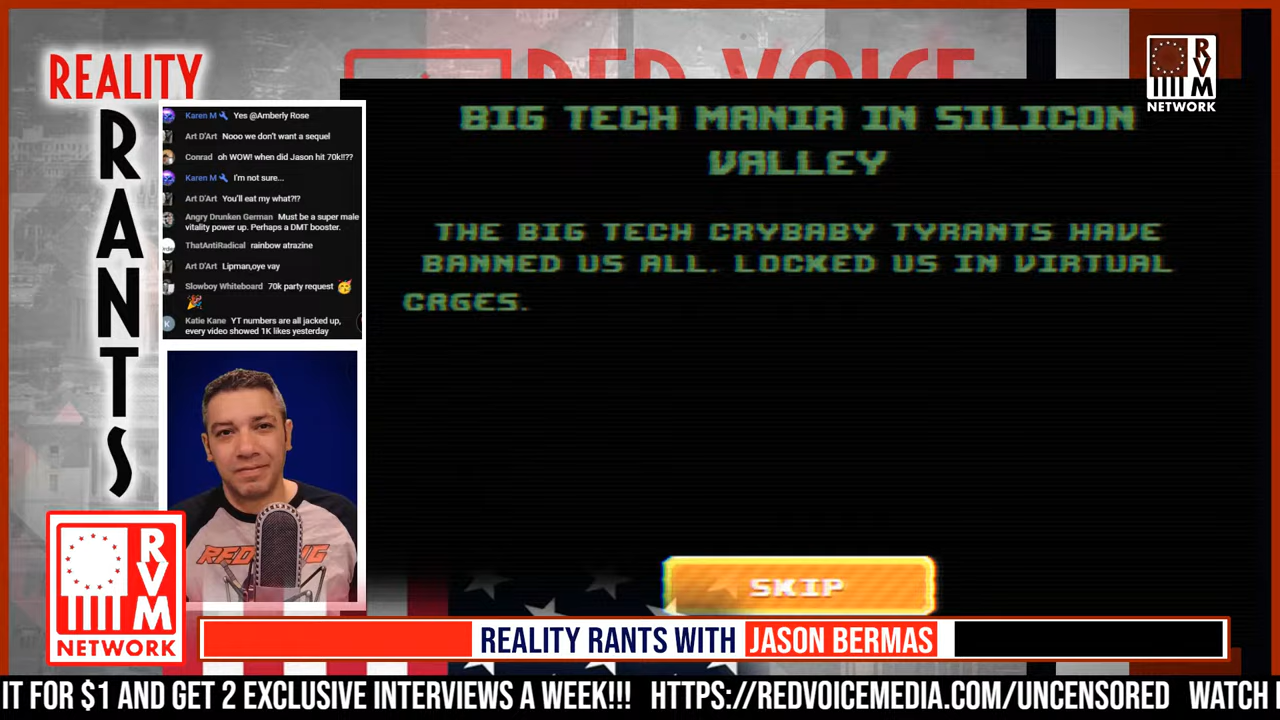 REALITY
RANTS
RED VOICE
RVM
NETWORK
Karen M Yes @Amberly Rose
Art D'Art Nooo we don't want a sequel
Conrad oh WOW! when did Jason hit 70k!!??
Karen M I'm not sure...
Art D'Art You'll eat my what?!?
Angry Drunken German Must be a super male
vitality power up. Perhaps a DMT booster.
ThatAntiRadical rainbow atrazine
Art D'Art Lipman,oye vay
Slowboy Whiteboard 70k party request 🥳
🎉
K Katie Kane YT numbers are all jacked up,
every video showed 1K likes yesterday
BIG TECH MANIA IN SILICON
VALLEY
THE BIG TECH CRYBABY TYRANTS HAVE
BANNED US ALL. LOCKED US IN VIRTUAL
CAGES.
SKIP
RVM
NETWORK
REALITY RANTS WITH JASON BERMAS
IT FOR $1 AND GET 2 EXCLUSIVE INTERVIEWS A WEEK!!! HTTPS://REDVOICEMEDIA.COM/UNCENSORED WATCH